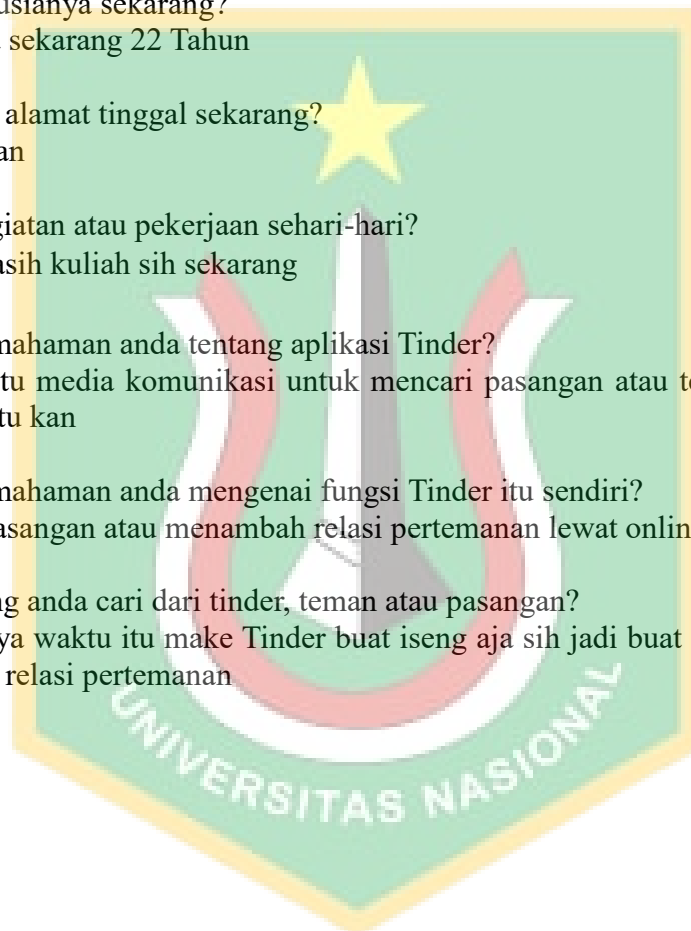 usianya sekarang?
sekarang 22 Tahun
alamat tinggal sekarang?
an
giatan atau pekerjaan sehari-hari?
asih kuliah sih sekarang
mahaman anda tentang aplikasi Tinder?
tu media komunikasi untuk mencari pasangan atau t
tu kan
mahaman anda mengenai fungsi Tinder itu sendiri?
asangan atau menambah relasi pertemanan lewat onlin
ng anda cari dari tinder, teman atau pasangan?
ya waktu itu make Tinder buat iseng aja sih jadi buat
relasi pertemanan
UNIVERSITAS NASIONAL